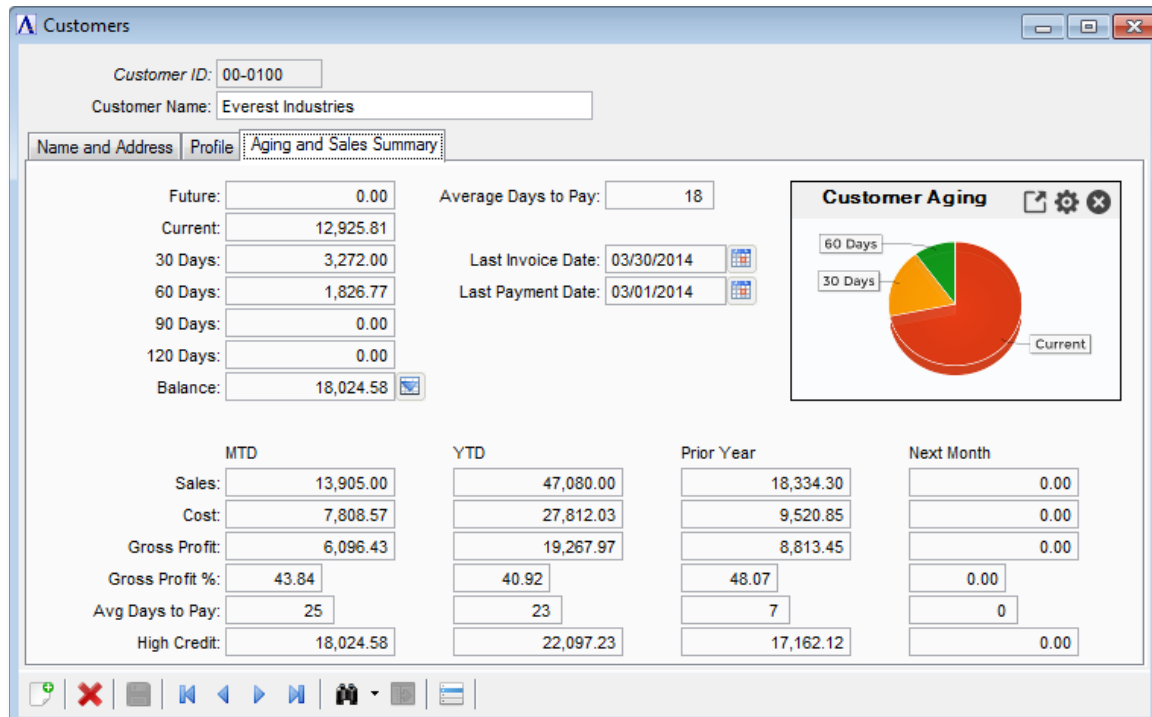 Customers
Customer ID: 00-0100
Customer Name: Everest Industries
Name and Address Profile Aging and Sales Summary
Future: 0.00 Average Days to Pay: 18
Current: 12,925.81
30 Days: 3,272.00 Last Invoice Date: 03/30/2014
60 Days: 1,826.77 Last Payment Date: 03/01/2014
90 Days: 0.00
120 Days: 0.00
Balance: 18,024.58
Customer Aging
60 Days
30 Days
Current
MTD YTD Prior Year Next Month
Sales: 13,905.00 47,080.00 18,334.30 0.00
Cost: 7,808.57 27,812.03 9,520.85 0.00
Gross Profit: 6,096.43 19,267.97 8,813.45 0.00
Gross Profit %: 43.84 40.92 48.07 0.00
Avg Days to Pay: 25 23 7 0
High Credit: 18,024.58 22,097.23 17,162.12 0.00